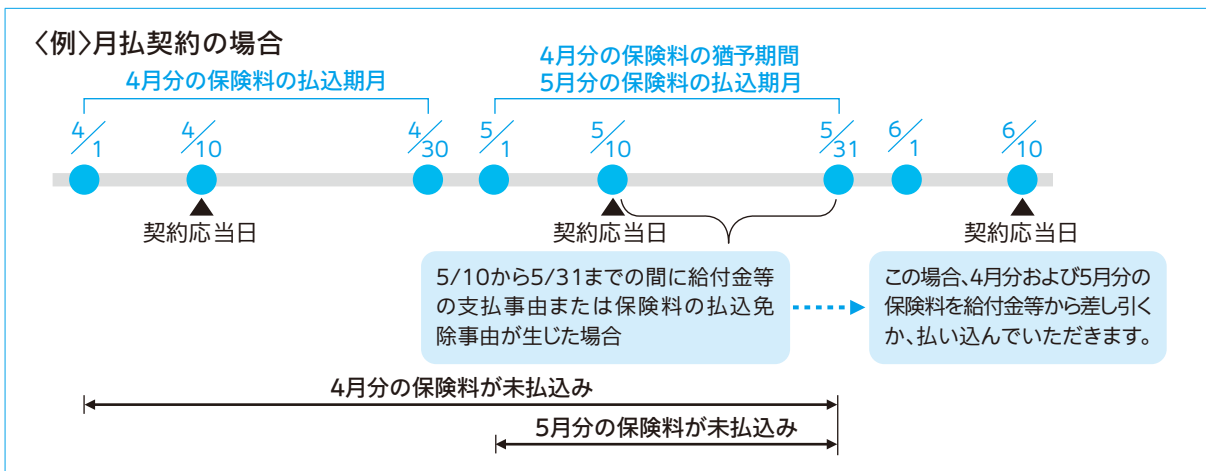 〈例〉月払契約の場合
4月分の保険料の払込期月
4月分の保険料の猶予期間
5月分の保険料の払込期月
4/1
4/10
4/30
5/1
5/10
5/31
6/1
6/10
契約応当日
契約応当日
契約応当日
5/10から5/31までの間に給付金等
の支払事由または保険料の払込免
除事由が生じた場合
この場合、4月分および5月分の
保険料を給付金等から差し引く
か、払い込んでいただきます。
4月分の保険料が未払込み
5月分の保険料が未払込み